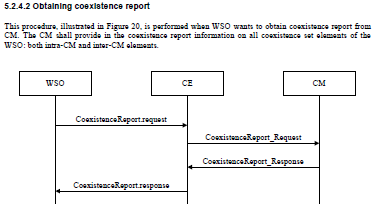 5.2.4.2 Obtaining coexistence report
This procedure, illustrated in Figure 20, is performed when WSO wants to obtain coexistence report from
CM. The CM shall provide in the coexistence report information on all coexistence set elements of the
WSO: both intra-CM and inter-CM elements.
WSO CE CM
CoexistenceReport.request
CoexistenceReport_Request
CoexistenceReport_Response
CoexistenceReport.response